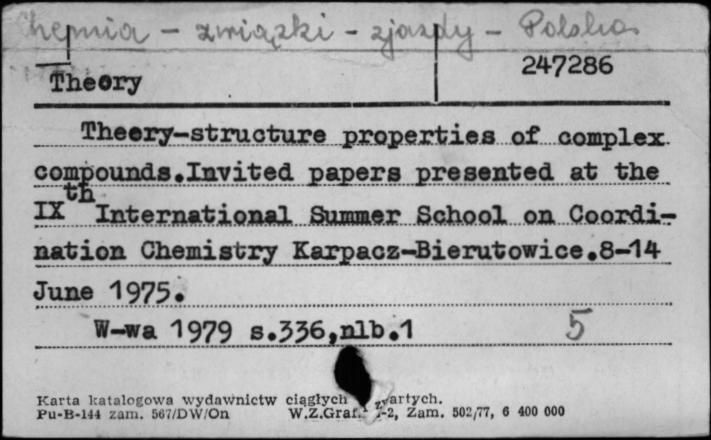 Chemia - związki - zjazdy - Polska
247286
Theory
Theory-structure properties of complex
compounds.Invited papers presented at the
IXth International Summer School on Coordi-
nation Chemistry Karpacz-Bierutowice.8-14
June 1975.
W-wa 1979 s.336,nlb.1 5
Karta katalogowa wydawnictw ciągłych
Pu-B-144 zam. 567/DW/On W.Z.Graf. Zam. 502/77, 6 400 000